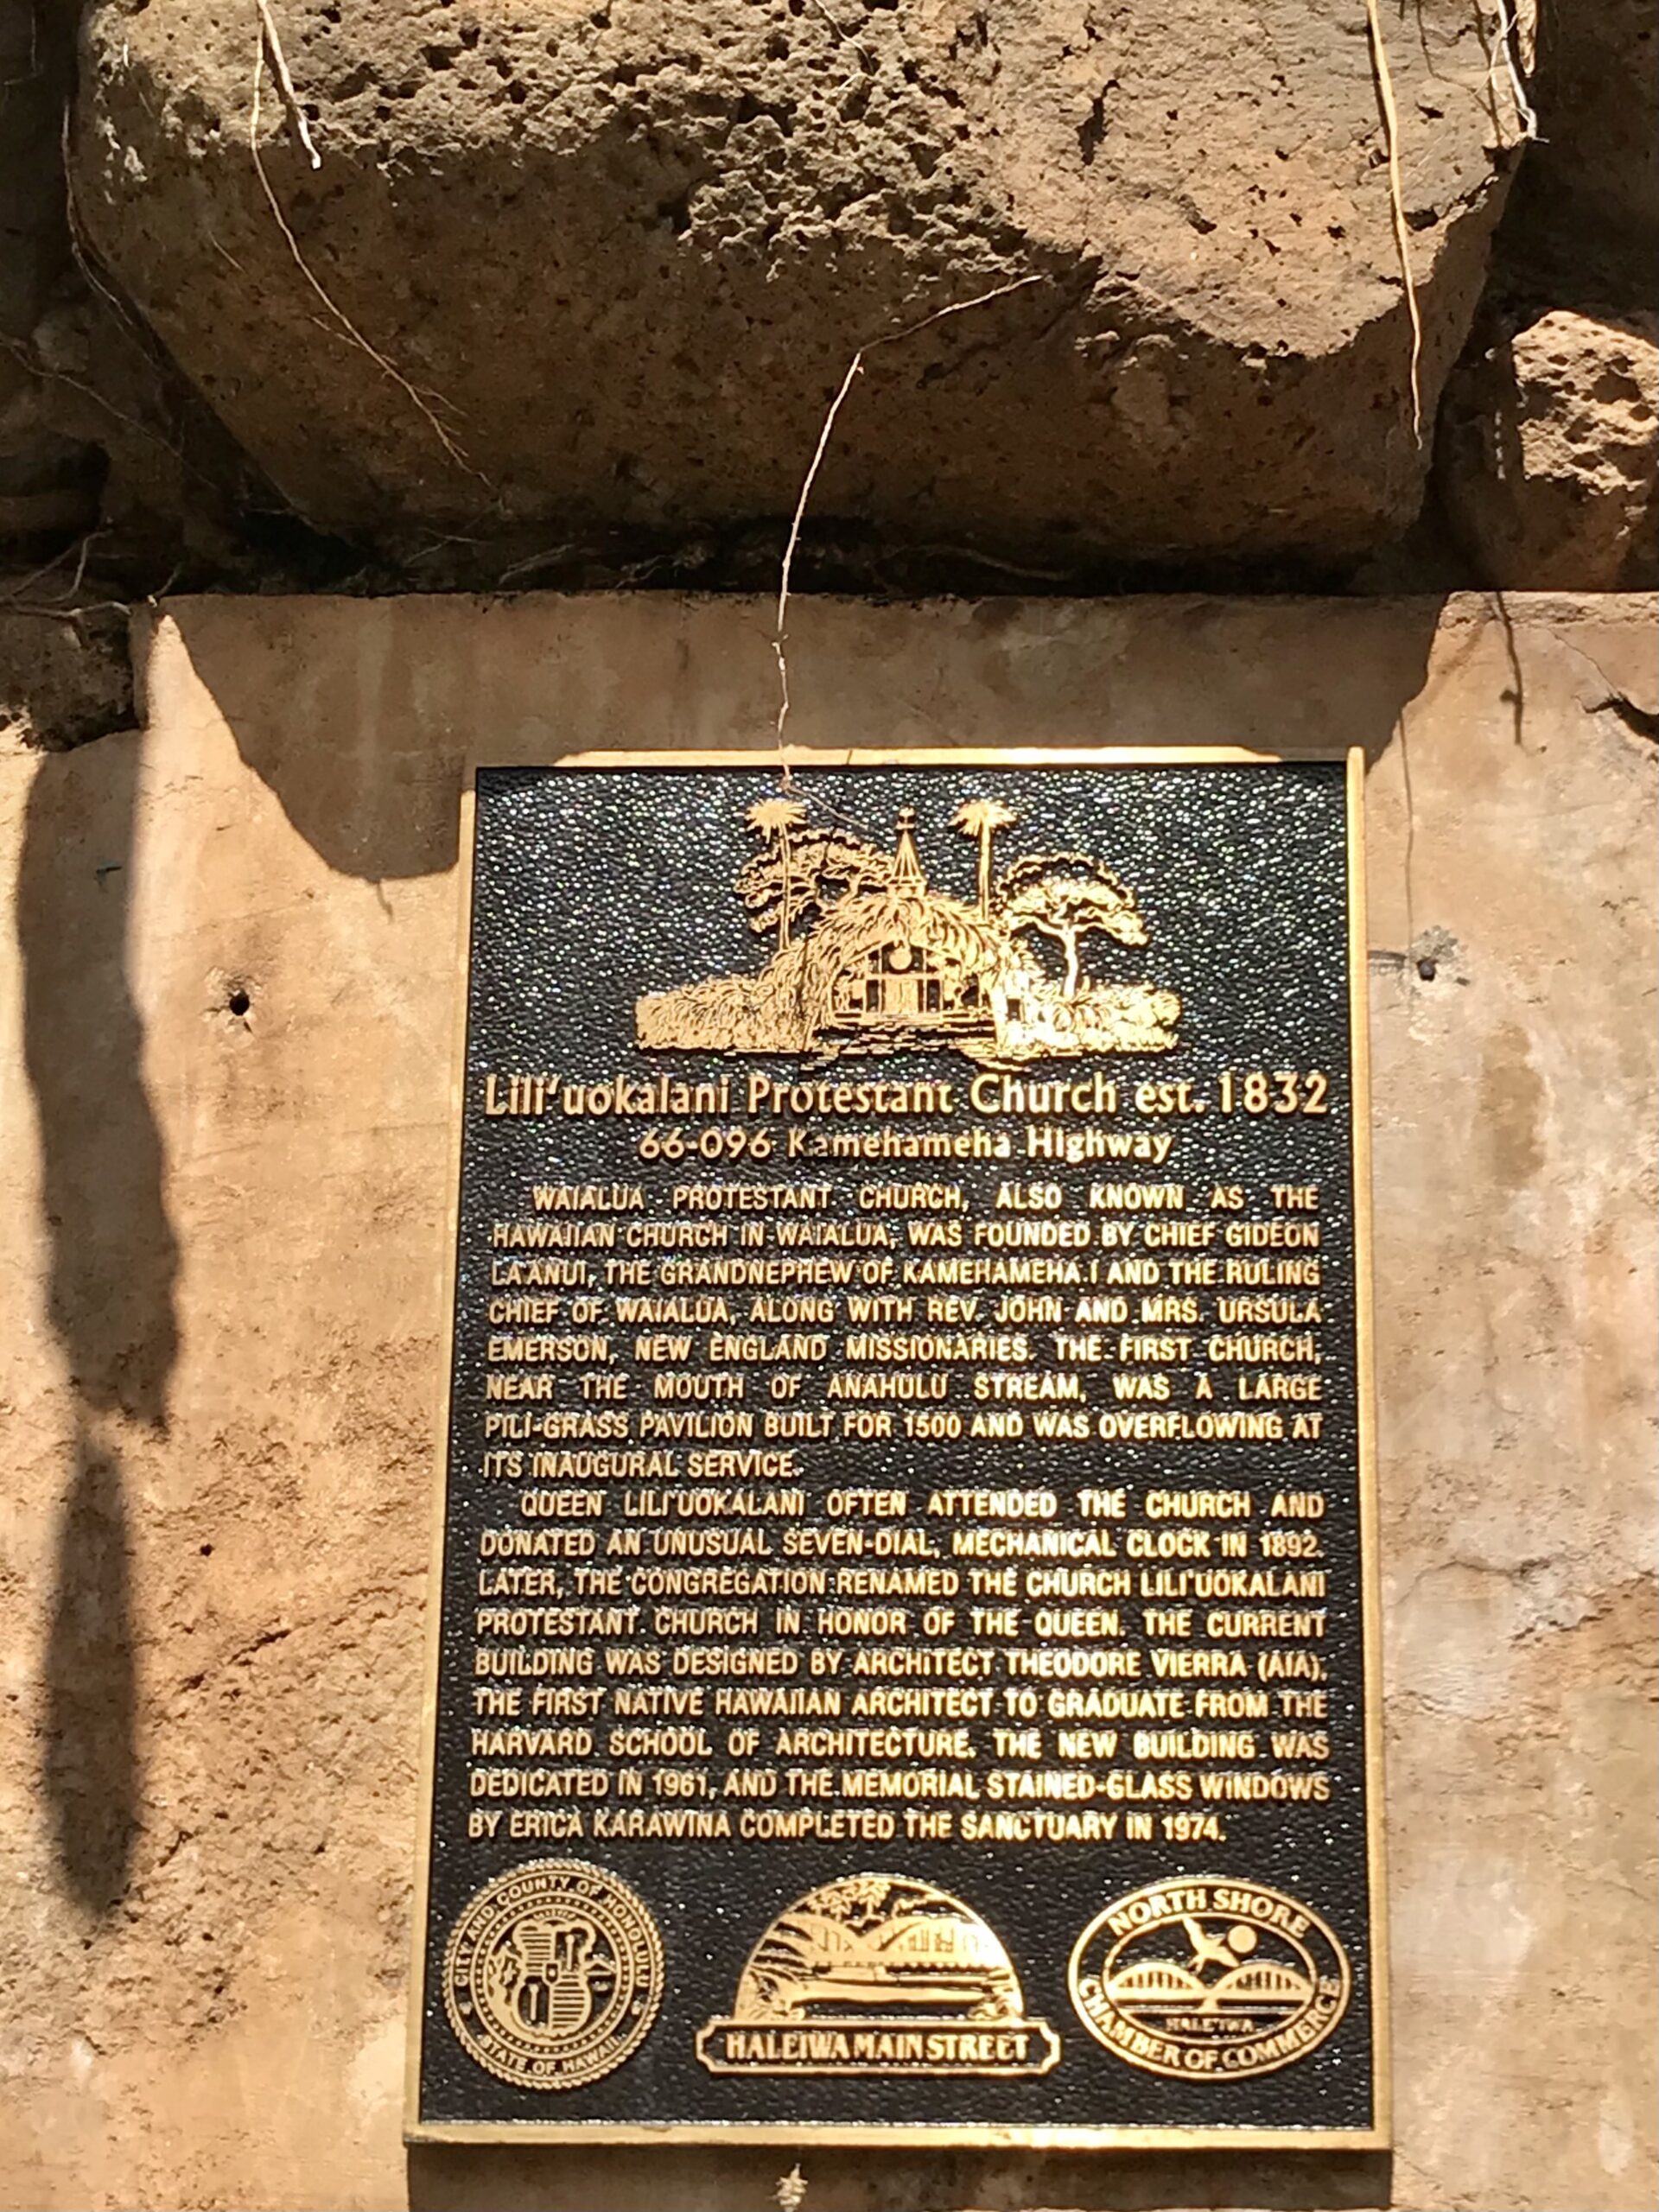 Lili‘uokalani Protestant Church est. 1832
66-096 Kamehameha Highway
WAIALUA PROTESTANT CHURCH, ALSO KNOWN AS THE
HAWAIIAN CHURCH IN WAIALUA, WAS FOUNDED BY CHIEF GIDEON
LA'ANUI, THE GRANDNEPHEW OF KAMEHAMEHA I AND THE RULING
CHIEF OF WAIALUA, ALONG WITH REV. JOHN AND MRS. URSULA
EMERSON, NEW ENGLAND MISSIONARIES. THE FIRST CHURCH,
NEAR THE MOUTH OF ANAHULU STREAM, WAS A LARGE
PILI-GRASS PAVILION BUILT FOR 1500 AND WAS OVERFLOWING AT
ITS INAUGURAL SERVICE.
QUEEN LILI'UOKALANI OFTEN ATTENDED THE CHURCH AND
DONATED AN UNUSUAL SEVEN-DIAL, MECHANICAL CLOCK IN 1892.
LATER, THE CONGREGATION RENAMED THE CHURCH LILI'UOKALANI
PROTESTANT CHURCH IN HONOR OF THE QUEEN. THE CURRENT
BUILDING WAS DESIGNED BY ARCHITECT THEODORE VIERRA (AIA),
THE FIRST NATIVE HAWAIIAN ARCHITECT TO GRADUATE FROM THE
HARVARD SCHOOL OF ARCHITECTURE. THE NEW BUILDING WAS
DEDICATED IN 1961, AND THE MEMORIAL STAINED-GLASS WINDOWS
BY ERICA KARAWINA COMPLETED THE SANCTUARY IN 1974.
CITY AND COUNTY OF HONOLULU
STATE OF HAWAII
HALEIWA MAIN STREET
NORTH SHORE
HALEIWA
CHAMBER OF COMMERCE